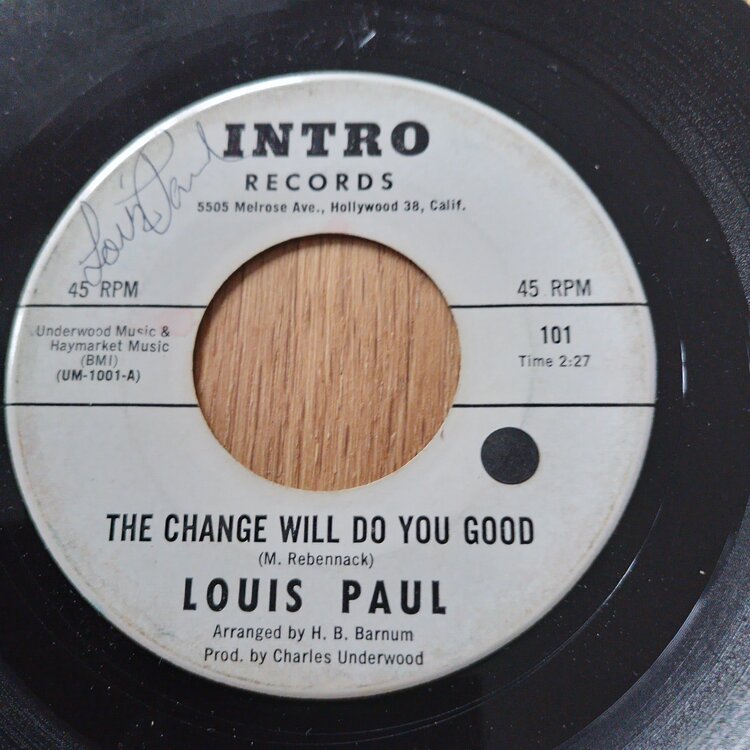 INTRO
RECORDS
5505 Melrose Ave., Hollywood 38, Calif.
Louis Paul
45 RPM
45 RPM
Underwood Music &
Haymarket Music
(BMI)
(UM-1001-A)
101
Time 2:27
THE CHANGE WILL DO YOU GOOD
(M. Rebennack)
LOUIS PAUL
Arranged by H. B. Barnum
Prod. by Charles Underwood